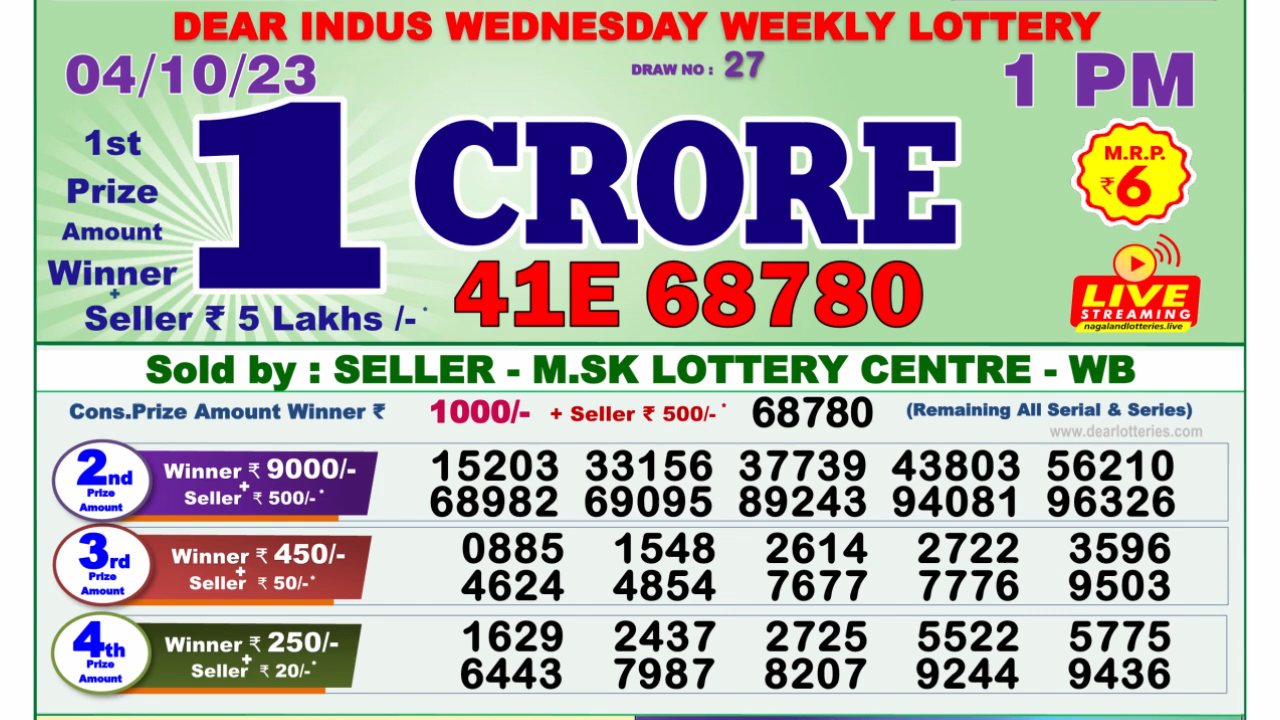 DEAR INDUS WEDNESDAY WEEKLY LOTTERY
04/10/23 DRAW NO : 27 1 PM
1st
Prize
Amount
Winner
+
Seller ₹ 5 Lakhs /-*
1 CRORE
41E 68780
M.R.P.
₹6
LIVE
STREAMING
nagalandlotteries.live
Sold by : SELLER - M.SK LOTTERY CENTRE - WB
Cons.Prize Amount Winner ₹ 1000/- + Seller ₹ 500/-* 68780 (Remaining All Serial & Series)
www.dearlotteries.com
2nd
Prize
Amount
Winner ₹ 9000/-
+
Seller ₹ 500/-*
15203 33156 37739 43803 56210
68982 69095 89243 94081 96326
3rd
Prize
Amount
Winner ₹ 450/-
+
Seller ₹ 50/-*
0885 1548 2614 2722 3596
4624 4854 7677 7776 9503
4th
Prize
Amount
Winner ₹ 250/-
+
Seller ₹ 20/-*
1629 2437 2725 5522 5775
6443 7987 8207 9244 9436